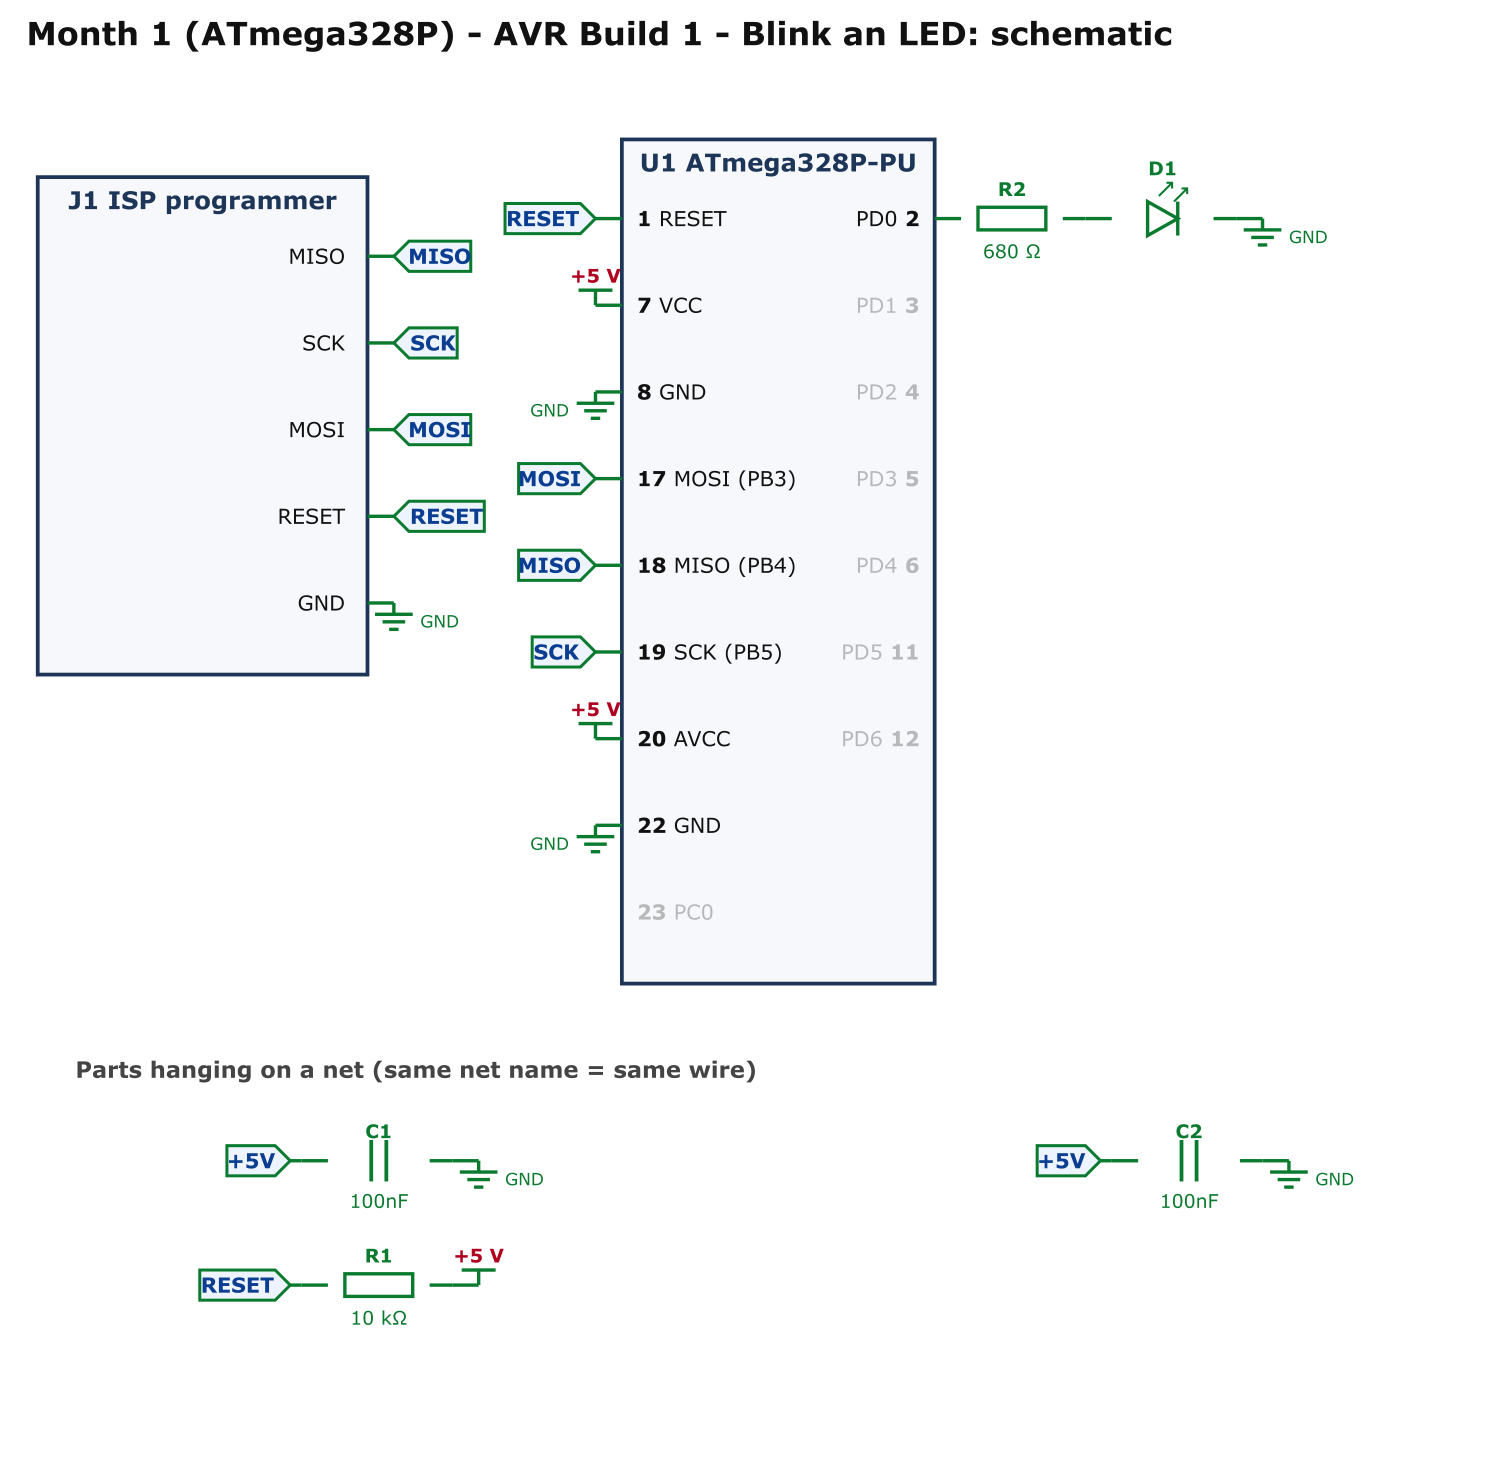 Month 1 (ATmega328P) - AVR Build 1 - Blink an LED: schematic
J1 ISP programmer
MISO
MISO
SCK
SCK
MOSI
MOSI
RESET
RESET
GND
GND
U1 ATmega328P-PU
RESET
1 RESET
+5 V
7 VCC
GND
8 GND
MOSI
17 MOSI (PB3)
MISO
18 MISO (PB4)
SCK
19 SCK (PB5)
+5 V
20 AVCC
GND
22 GND
23 PC0
PD0 2
PD1 3
PD2 4
PD3 5
PD4 6
PD5 11
PD6 12
R2
680 Ω
D1
GND
Parts hanging on a net (same net name = same wire)
C1
+5V
GND
100nF
C2
+5V
GND
100nF
R1
+5 V
RESET
10 kΩ